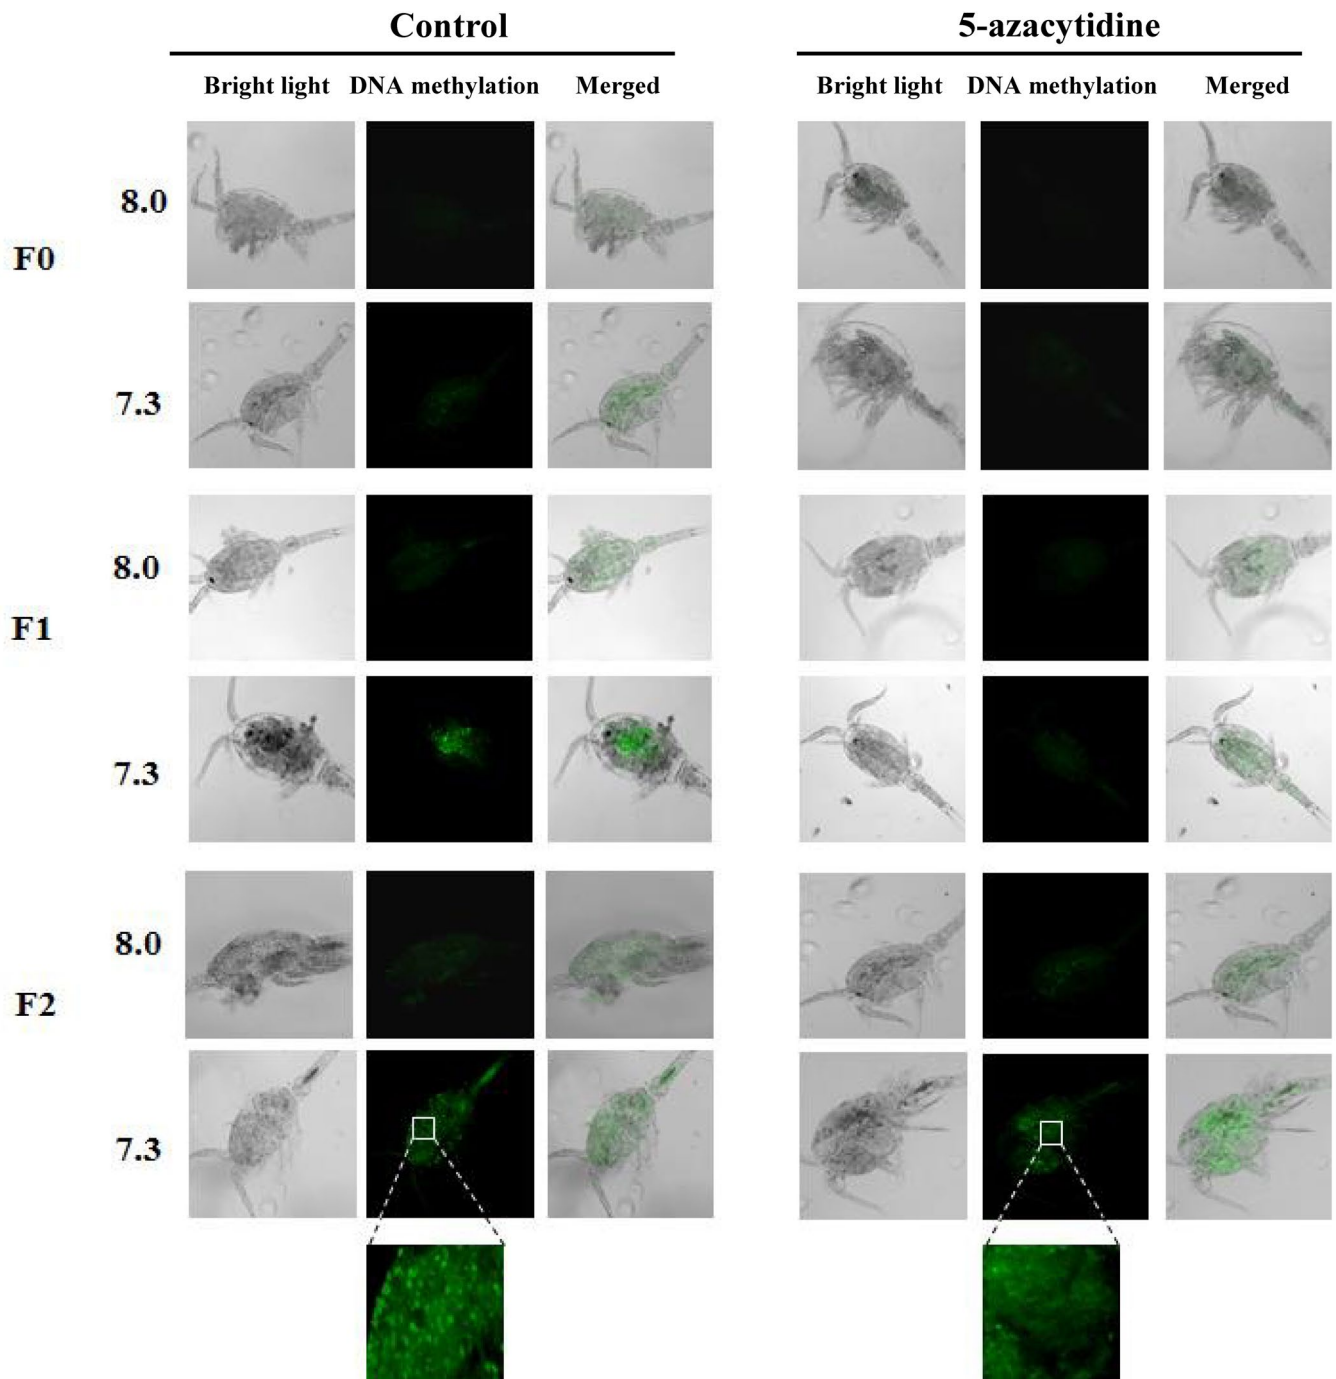 Control 5-azacytidine
Bright light DNA methylation Merged Bright light DNA methylation Merged
8.0
F0
7.3
8.0
F1
7.3
8.0
F2
7.3